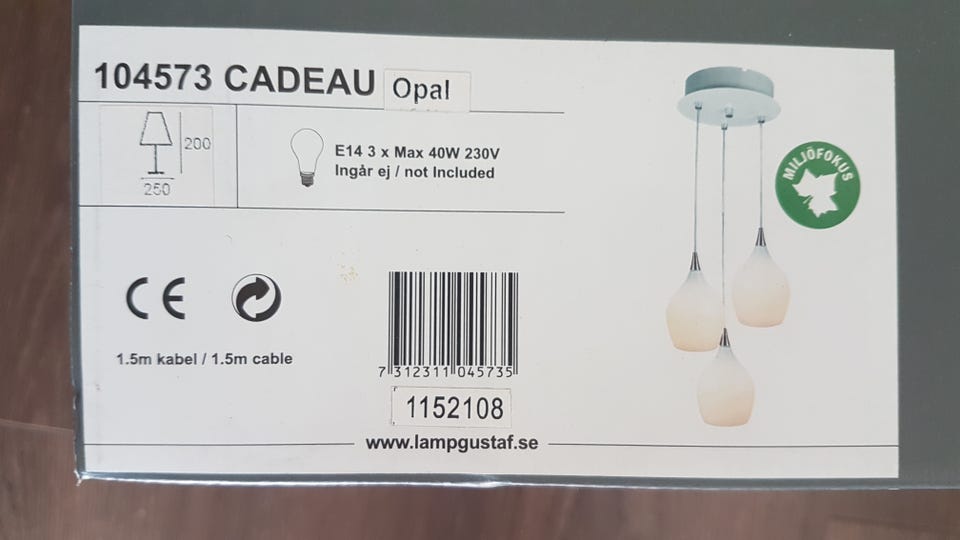 104573 CADEAU Opal
200
250
E14 3 x Max 40W 230V
Ingår ej / not Included
MILJÖFOKUS
CE
1.5m kabel / 1.5m cable
7 312311 045735
1152108
www.lampgustaf.se